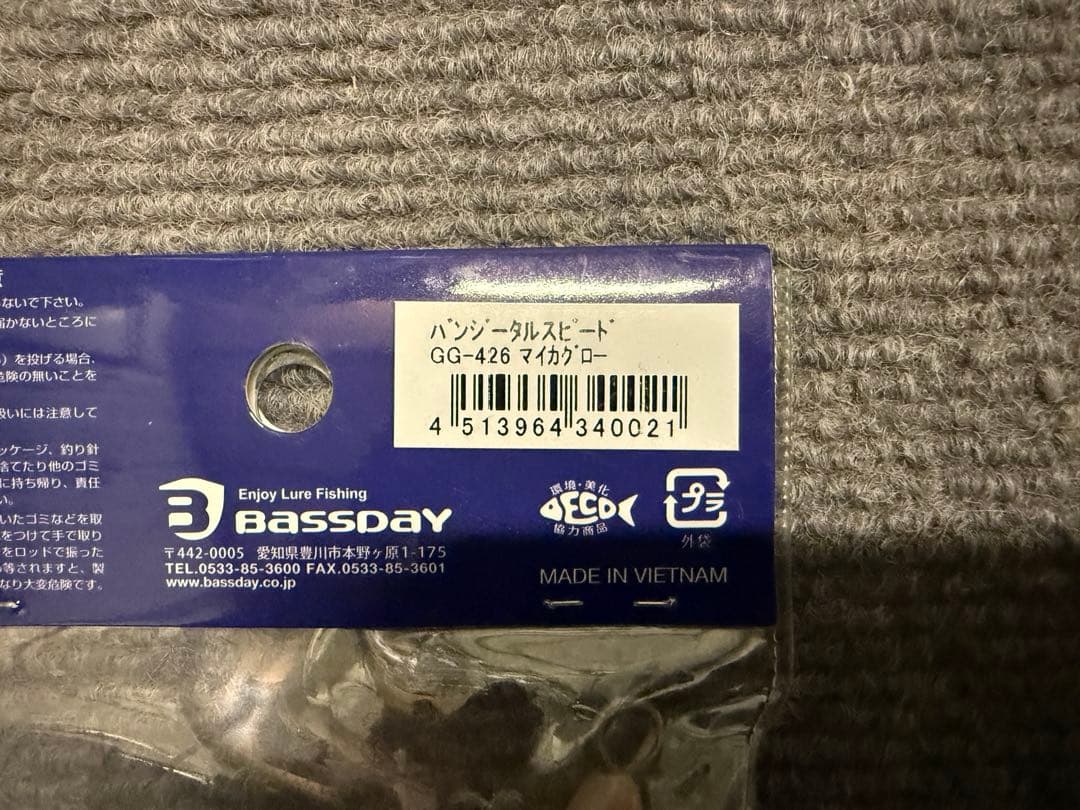 ないで下さい。
届かないところに
を投げる場合、
危険の無いことを
扱いには注意して
ッケージ、釣り針
捨てたり他のゴミ
に持ち帰り、責任
い。
いたゴミなどを取
をつけて手で取り
をロッドで振った
等されますと、製
なり大変危険です。
バンジータルスピード
GG-426 マイカグロー
4 513964 340021
Enjoy Lure Fishing
BASSDAY
〒442-0005 愛知県豊川市本野ヶ原1-175
TEL.0533-85-3600 FAX.0533-85-3601
www.bassday.co.jp
環境・美化
ECO
協力商品
プラ
外袋
MADE IN VIETNAM